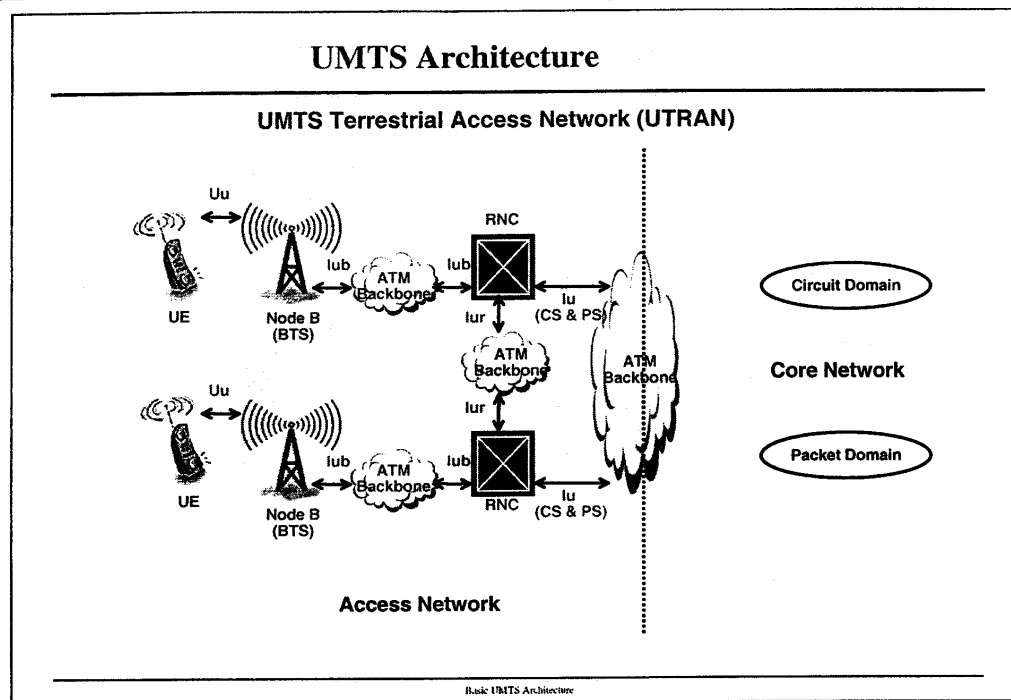 UMTS Architecture
UMTS Terrestrial Access Network (UTRAN)
Uu
UE
Node B
(BTS)
Iub
ATM
Backbone
Iub
RNC
Iur
Iu
(CS & PS)
ATM
Backbone
ATM
Backbone
Circuit Domain
Core Network
Packet Domain
Uu
UE
Node B
(BTS)
Iub
ATM
Backbone
Iub
Iur
RNC
Iu
(CS & PS)
Access Network
Basic UMTS Architecture